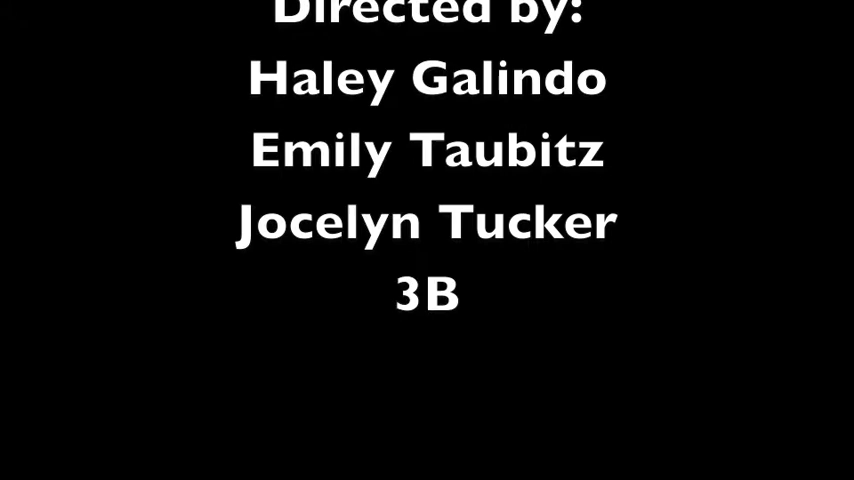 Directed by:
Haley Galindo
Emily Taubitz
Jocelyn Tucker
3B